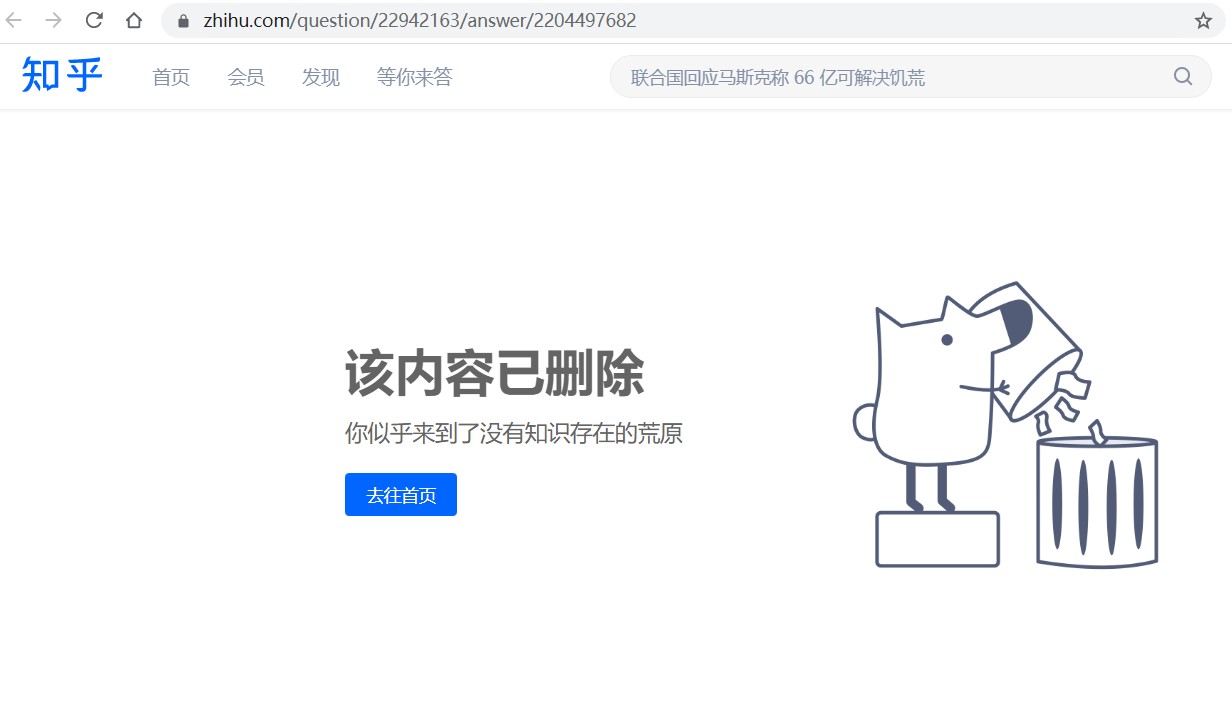 zhihu.com/question/22942163/answer/2204497682
知乎 首页 会员 发现 等你来答 联合国回应马斯克称 66 亿可解决饥荒
该内容已删除
你似乎来到了没有知识存在的荒原
去往首页